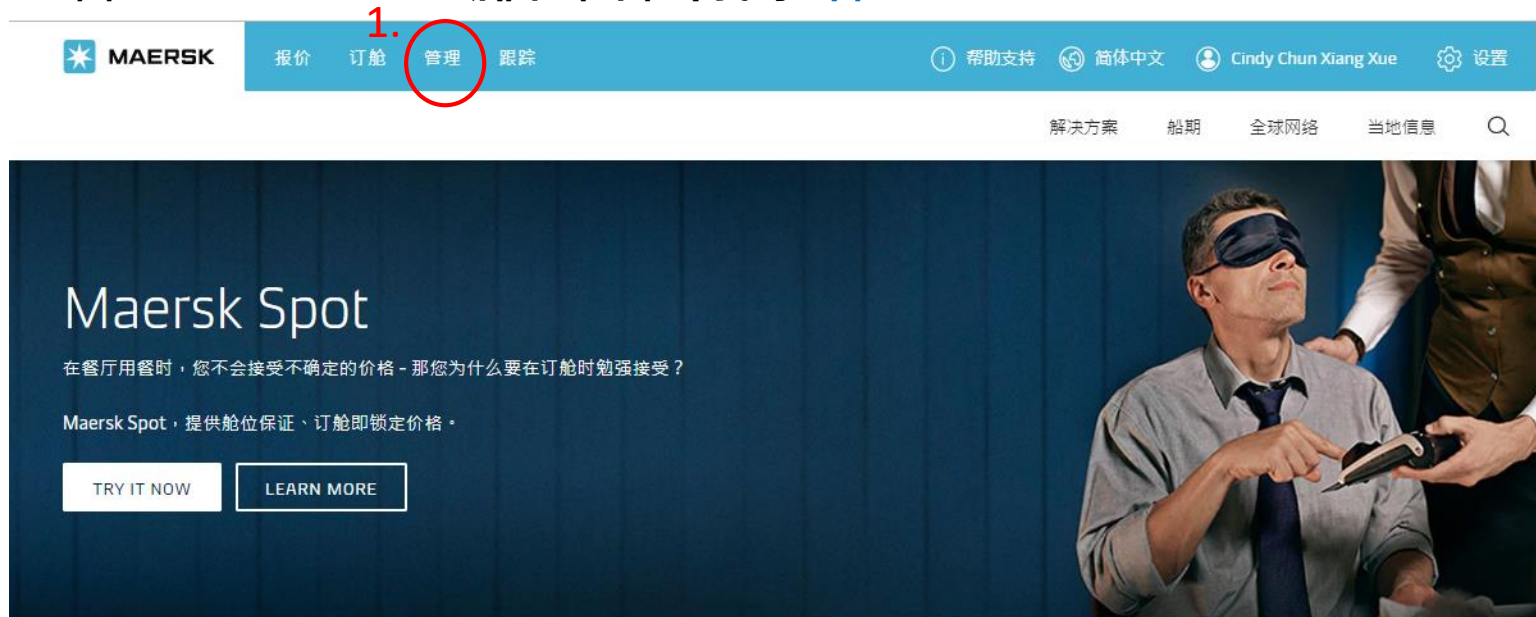 1.
MAERSK 报价 订舱 管理 跟踪 帮助支持 简体中文 Cindy Chun Xiang Xue 设置
解决方案 船期 全球网络 当地信息
Maersk Spot
在餐厅用餐时，您不会接受不确定的价格 - 那您为什么要在订舱时勉强接受？
Maersk Spot，提供舱位保证、订舱即锁定价格。
TRY IT NOW LEARN MORE